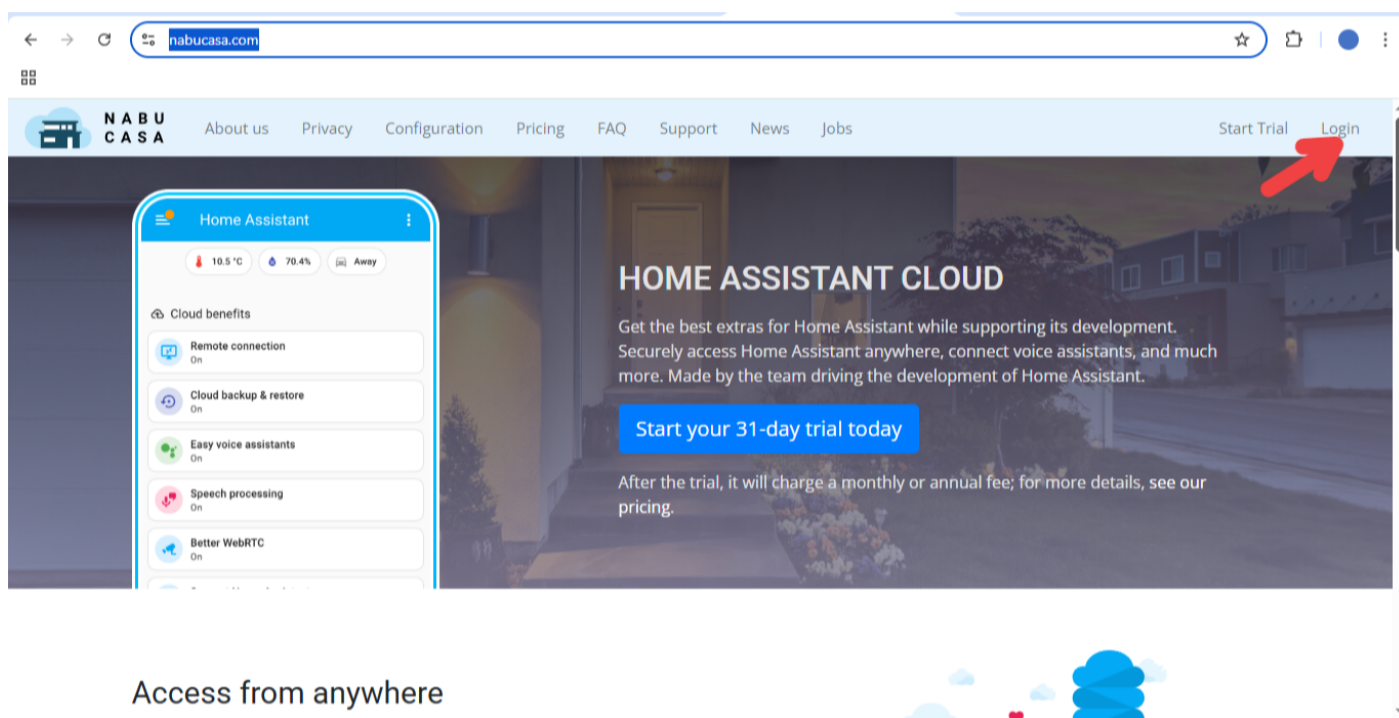 nabucasa.com
NABU
CASA
About us Privacy Configuration Pricing FAQ Support News Jobs
Start Trial Login
Home Assistant
10.5 °C 70.4% Away
Cloud benefits
Remote connection
On
Cloud backup & restore
On
Easy voice assistants
On
Speech processing
On
Better WebRTC
On
HOME ASSISTANT CLOUD
Get the best extras for Home Assistant while supporting its development.
Securely access Home Assistant anywhere, connect voice assistants, and much
more. Made by the team driving the development of Home Assistant.
Start your 31-day trial today
After the trial, it will charge a monthly or annual fee; for more details, see our
pricing.
Access from anywhere